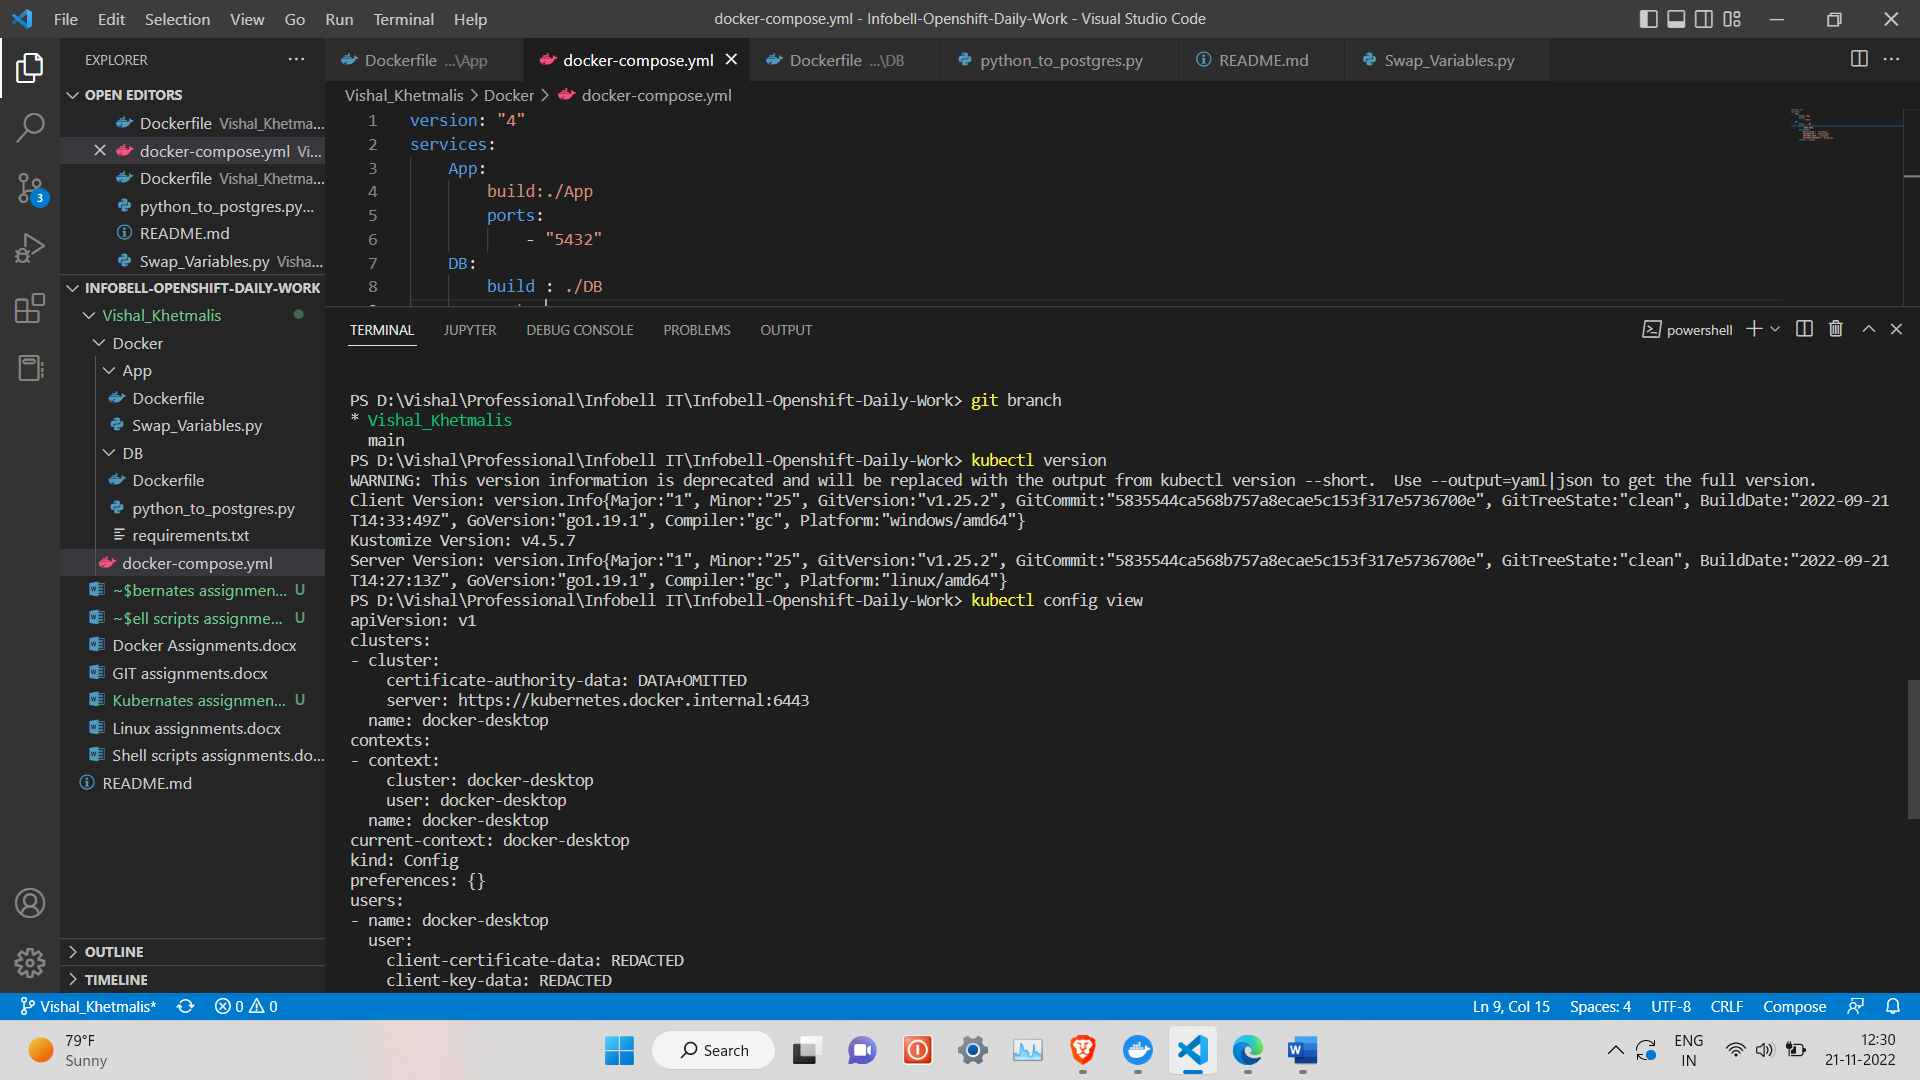 File Edit Selection View Go Run Terminal Help
docker-compose.yml - Infobell-Openshift-Daily-Work - Visual Studio Code
EXPLORER
Dockerfile ...\App
docker-compose.yml
Dockerfile ...\DB
python_to_postgres.py
README.md
Swap_Variables.py
OPEN EDITORS
Dockerfile Vishal_Khetma...
docker-compose.yml Vi...
Dockerfile Vishal_Khetma...
python_to_postgres.py...
README.md
Swap_Variables.py Visha...
INFOBELL-OPENSHIFT-DAILY-WORK
Vishal_Khetmalis
Docker
App
Dockerfile
Swap_Variables.py
DB
Dockerfile
python_to_postgres.py
requirements.txt
docker-compose.yml
~$bernates assignmen... U
~$ell scripts assignme... U
Docker Assignments.docx
GIT assignments.docx
Kubernates assignmen... U
Linux assignments.docx
Shell scripts assignments.do...
README.md
OUTLINE
TIMELINE
3
Vishal_Khetmalis > Docker > docker-compose.yml
1 version: "4"
2 services:
3 App:
4 build:./App
5 ports:
6 - "5432"
7 DB:
8 build : ./DB
TERMINAL JUPYTER DEBUG CONSOLE PROBLEMS OUTPUT
powershell
PS D:\Vishal\Professional\Infobell IT\Infobell-Openshift-Daily-Work> git branch
* Vishal_Khetmalis
main
PS D:\Vishal\Professional\Infobell IT\Infobell-Openshift-Daily-Work> kubectl version
WARNING: This version information is deprecated and will be replaced with the output from kubectl version --short.  Use --output=yaml|json to get the full version.
Client Version: version.Info{Major:"1", Minor:"25", GitVersion:"v1.25.2", GitCommit:"5835544ca568b757a8ecae5c153f317e5736700e", GitTreeState:"clean", BuildDate:"2022-09-21
T14:33:49Z", GoVersion:"go1.19.1", Compiler:"gc", Platform:"windows/amd64"}
Kustomize Version: v4.5.7
Server Version: version.Info{Major:"1", Minor:"25", GitVersion:"v1.25.2", GitCommit:"5835544ca568b757a8ecae5c153f317e5736700e", GitTreeState:"clean", BuildDate:"2022-09-21
T14:27:13Z", GoVersion:"go1.19.1", Compiler:"gc", Platform:"linux/amd64"}
PS D:\Vishal\Professional\Infobell IT\Infobell-Openshift-Daily-Work> kubectl config view
apiVersion: v1
clusters:
- cluster:
certificate-authority-data: DATA+OMITTED
server: https://kubernetes.docker.internal:6443
name: docker-desktop
contexts:
- context:
cluster: docker-desktop
user: docker-desktop
name: docker-desktop
current-context: docker-desktop
kind: Config
preferences: {}
users:
- name: docker-desktop
user:
client-certificate-data: REDACTED
client-key-data: REDACTED
Vishal_Khetmalis* 0 0
Ln 9, Col 15 Spaces: 4 UTF-8 CRLF Compose
79°F
Sunny
Search
ENG
IN
12:30
21-11-2022